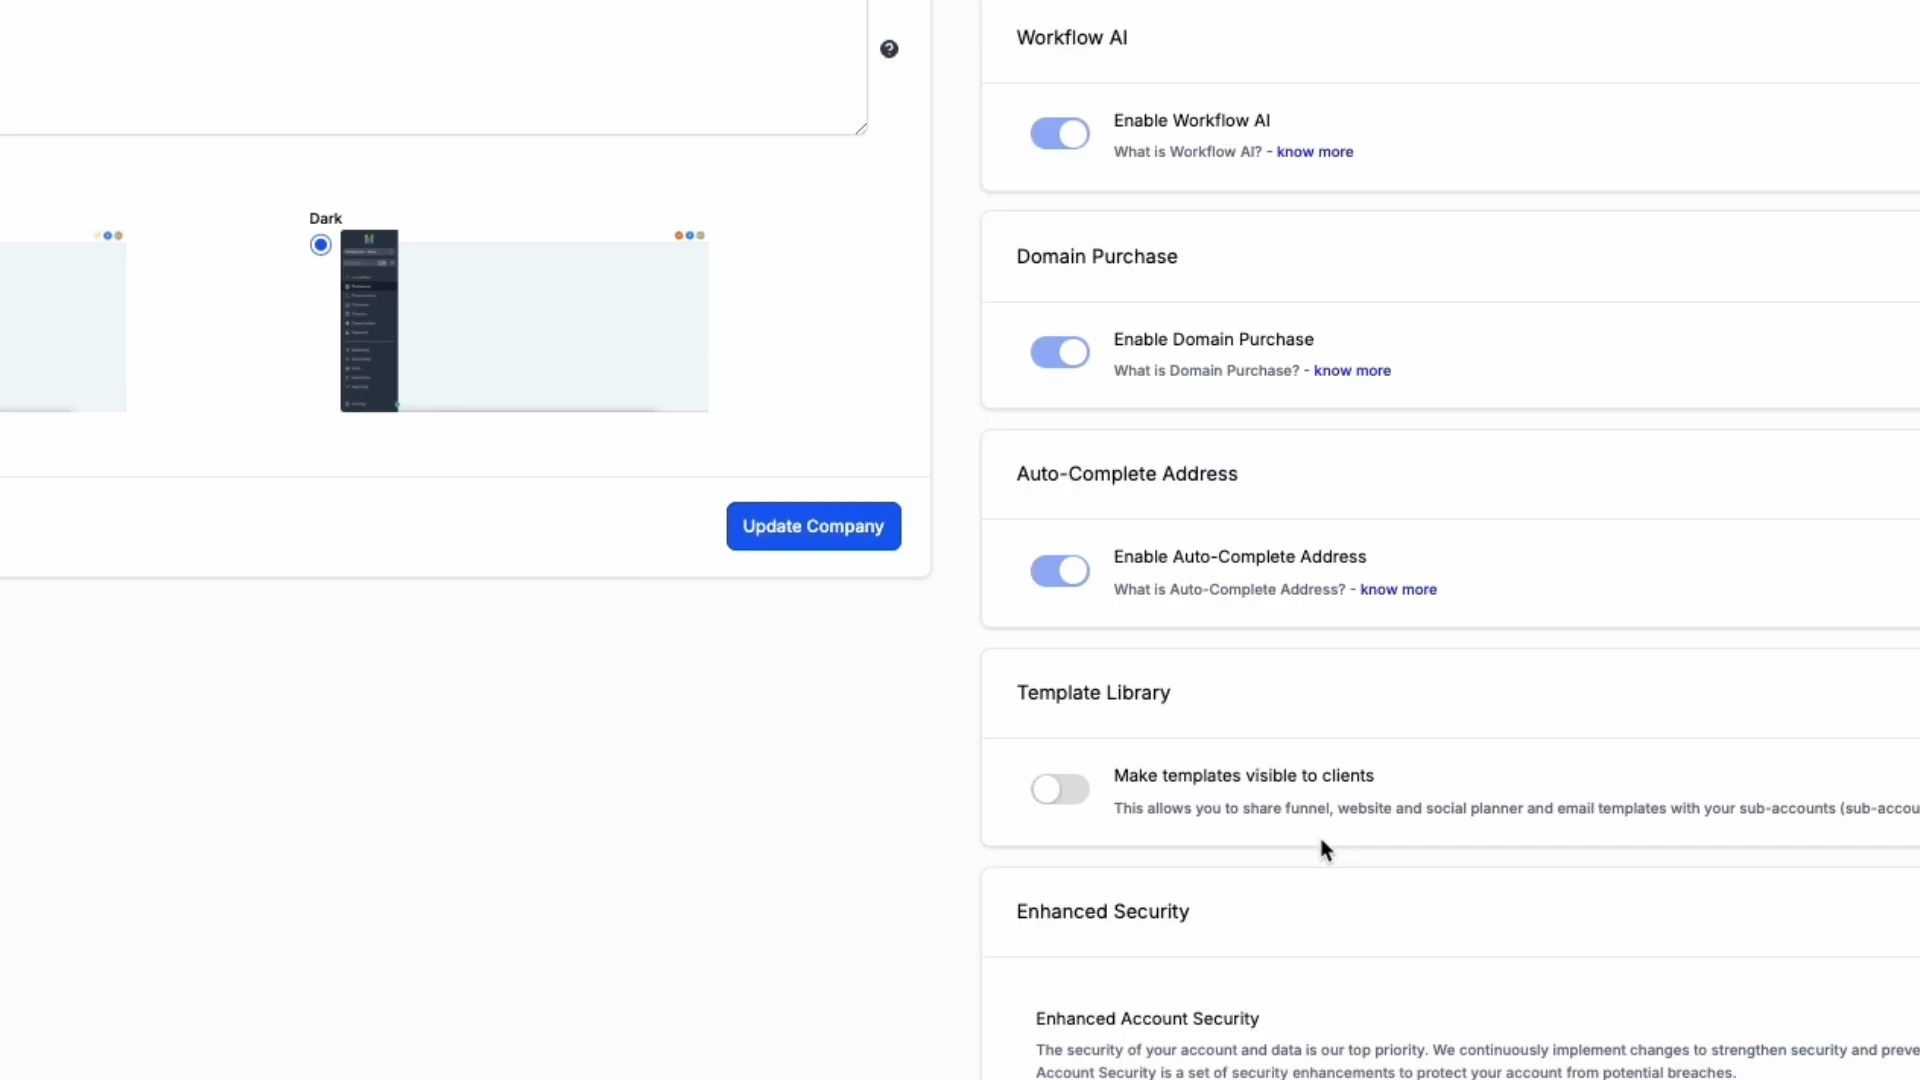 Workflow AI
Enable Workflow AI
What is Workflow AI? - know more
Dark
Domain Purchase
Enable Domain Purchase
What is Domain Purchase? - know more
Auto-Complete Address
Update Company
Enable Auto-Complete Address
What is Auto-Complete Address? - know more
Template Library
Make templates visible to clients
This allows you to share funnel, website and social planner and email templates with your sub-accounts (sub-accou
Enhanced Security
Enhanced Account Security
The security of your account and data is our top priority. We continuously implement changes to strengthen security and preve
Account Security is a set of security enhancements to protect your account from potential breaches.